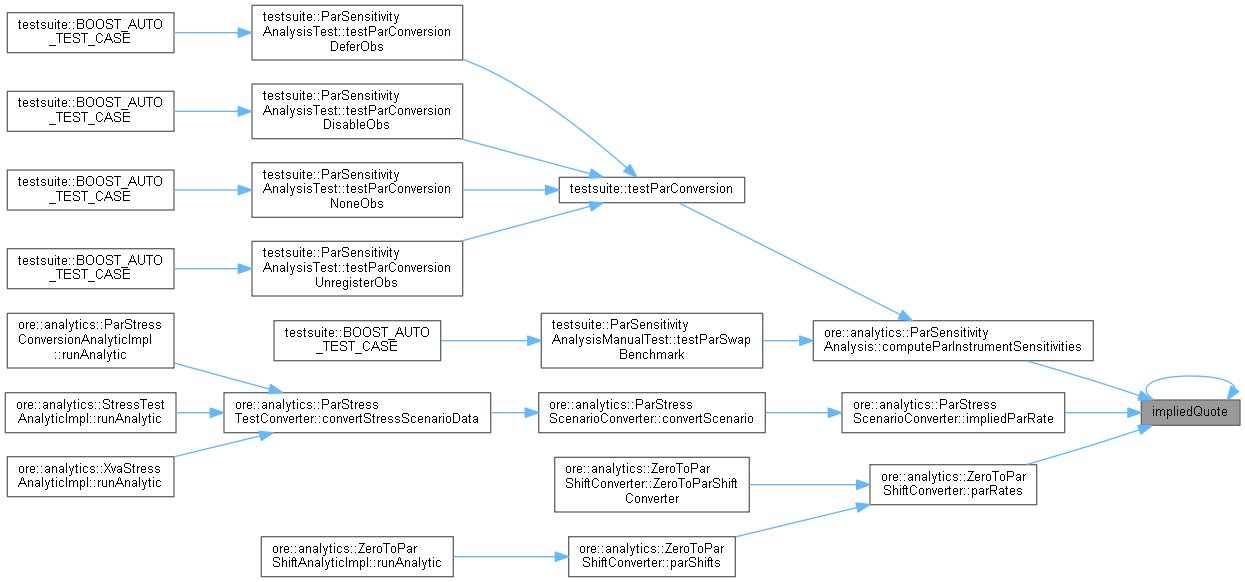 testsuite::BOOST_AUTO
_TEST_CASE
testsuite::ParSensitivity
AnalysisTest::testParConversion
DeferObs
testsuite::BOOST_AUTO
_TEST_CASE
testsuite::ParSensitivity
AnalysisTest::testParConversion
DisableObs
testsuite::BOOST_AUTO
_TEST_CASE
testsuite::ParSensitivity
AnalysisTest::testParConversion
NoneObs
testsuite::testParConversion
testsuite::BOOST_AUTO
_TEST_CASE
testsuite::ParSensitivity
AnalysisTest::testParConversion
UnregisterObs
ore::analytics::ParStress
ConversionAnalyticImpl
::runAnalytic
testsuite::BOOST_AUTO
_TEST_CASE
testsuite::ParSensitivity
AnalysisManualTest::testParSwap
Benchmark
ore::analytics::ParSensitivity
Analysis::computeParInstrumentSensitivities
ore::analytics::StressTest
AnalyticImpl::runAnalytic
ore::analytics::ParStress
TestConverter::convertStressScenarioData
ore::analytics::ParStress
ScenarioConverter::convertScenario
ore::analytics::ParStress
ScenarioConverter::impliedParRate
impliedQuote
ore::analytics::XvaStress
AnalyticImpl::runAnalytic
ore::analytics::ZeroToPar
ShiftConverter::ZeroToParShift
Converter
ore::analytics::ZeroToPar
ShiftConverter::parRates
ore::analytics::ZeroToPar
ShiftAnalyticImpl::runAnalytic
ore::analytics::ZeroToPar
ShiftConverter::parShifts